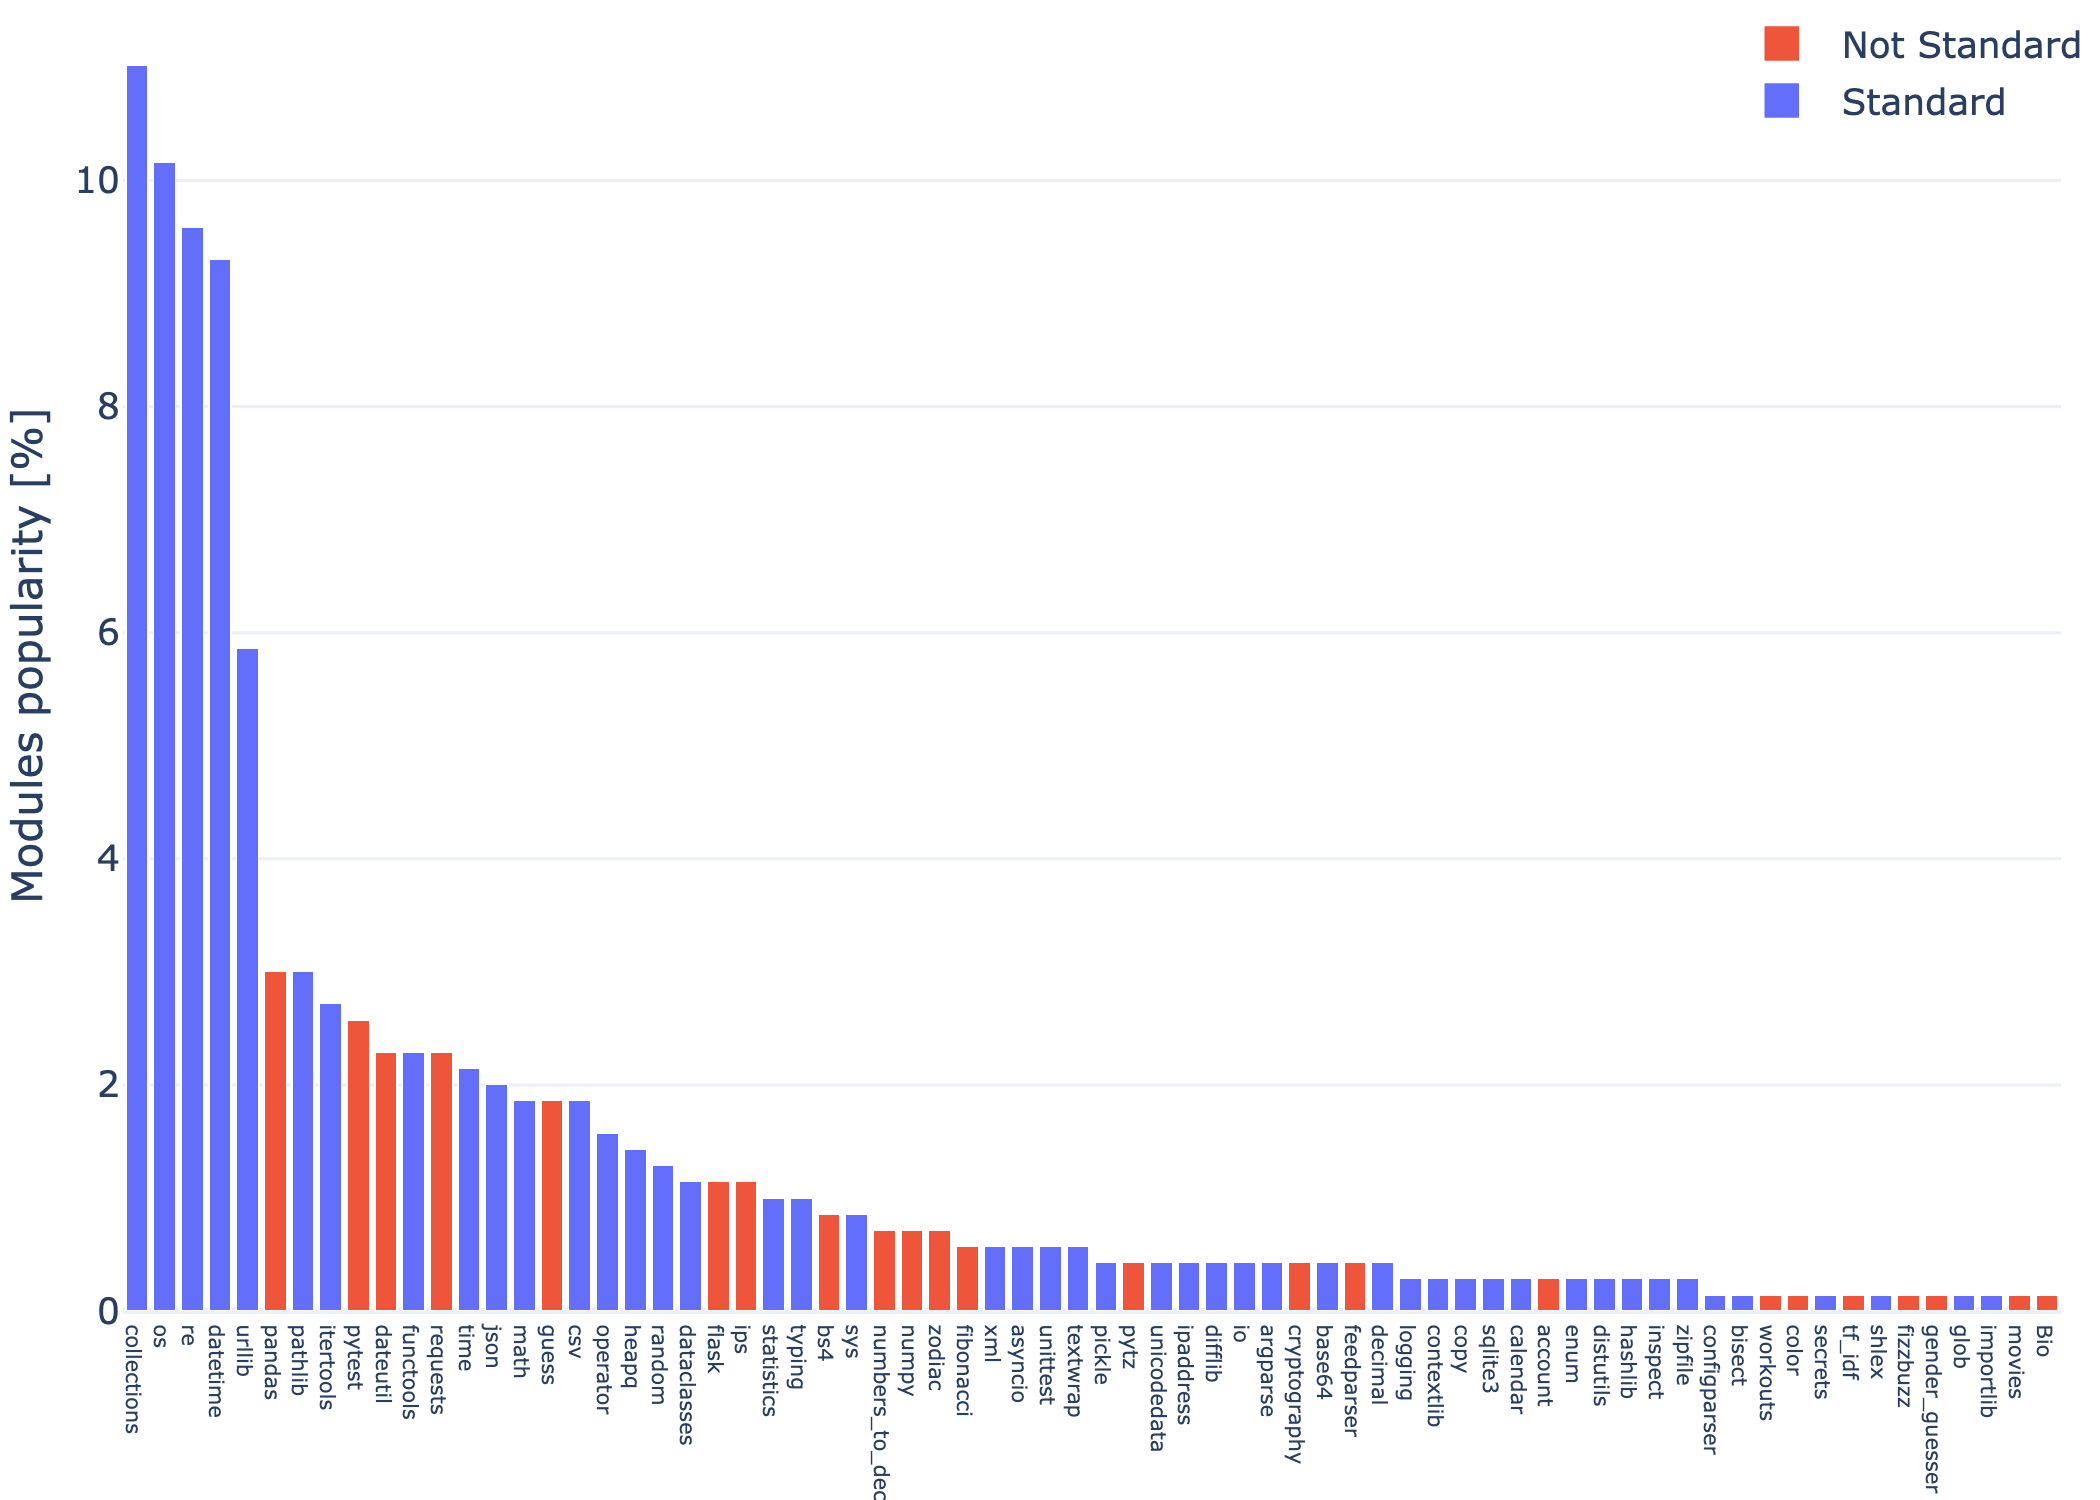 Not Standard
Standard
Modules popularity [%]
10
8
6
4
2
0
collections
os
re
datetime
urllib
pandas
pathlib
itertools
pytest
dateutil
functools
requests
time
json
math
guess
csv
operator
heapq
random
dataclasses
flask
ips
statistics
typing
bs4
sys
numbers_to_dec
numpy
zodiac
fibonacci
xml
asyncio
unittest
textwrap
pickle
pytz
unicodedata
ipaddress
difflib
io
argparse
cryptography
base64
feedparser
decimal
logging
contextlib
copy
sqlite3
calendar
account
enum
distutils
hashlib
inspect
zipfile
configparser
bisect
workouts
color
secrets
tf_idf
shlex
fizzbuzz
gender_guesser
glob
importlib
movies
Bio